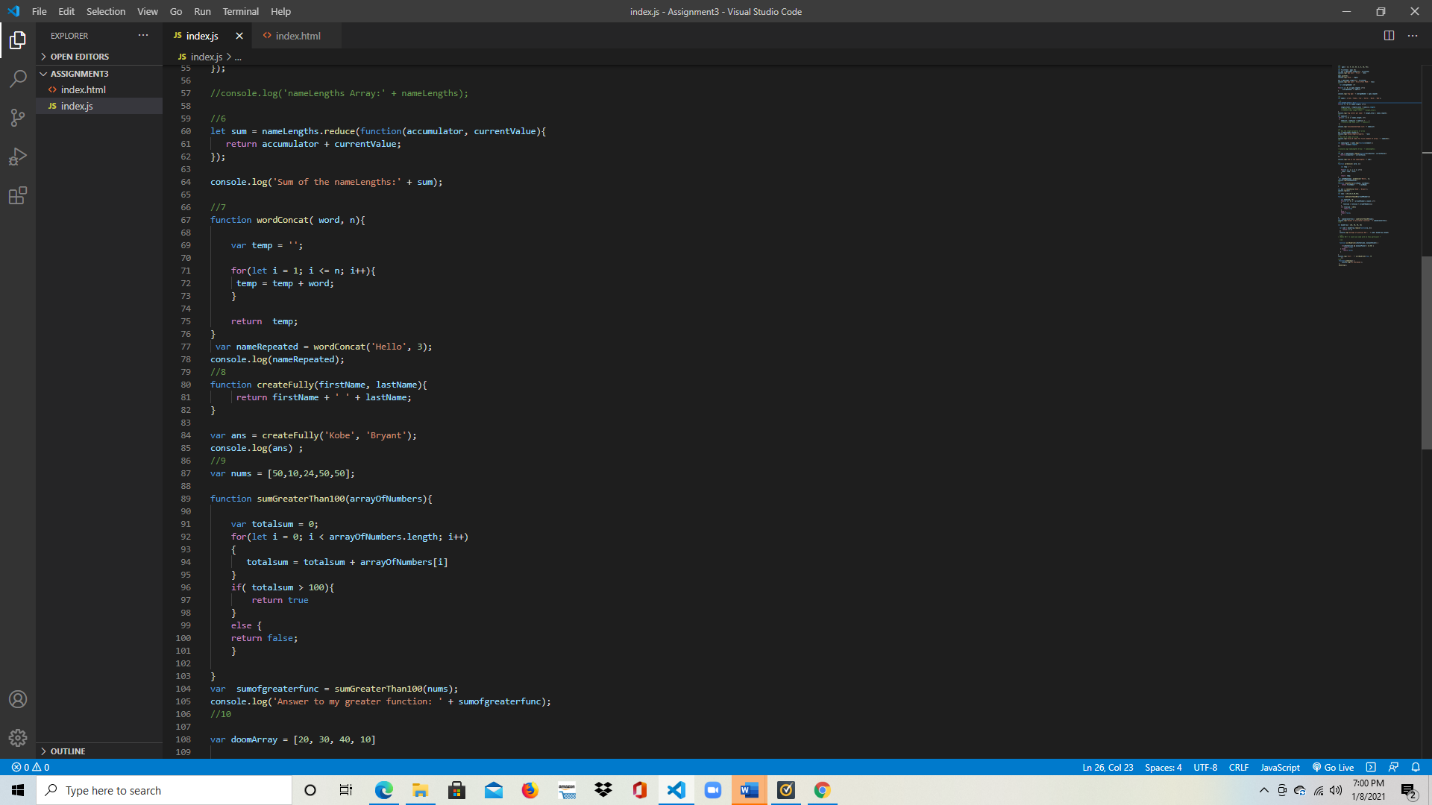 File Edit Selection View Go Run Terminal Help
index.js - Assignment3 - Visual Studio Code
EXPLORER
OPEN EDITORS
ASSIGNMENT3
index.html
JS index.js
OUTLINE
JS index.js
index.html
JS index.js > ...
55 });
56
57 //console.log('nameLengths Array:' + nameLengths);
58
59 //6
60 let sum = nameLengths.reduce(function(accumulator, currentValue){
61 return accumulator + currentValue;
62 });
63
64 console.log('Sum of the nameLengths:' + sum);
65
66 //7
67 function wordConcat( word, n){
68
69 var temp = '';
70
71 for(let i = 1; i <= n; i++){
72 temp = temp + word;
73 }
74
75 return  temp;
76 }
77 var nameRepeated = wordConcat('Hello', 3);
78 console.log(nameRepeated);
79 //8
80 function createFully(firstName, lastName){
81 return firstName + ' ' + lastName;
82 }
83
84 var ans = createFully('Kobe', 'Bryant');
85 console.log(ans) ;
86 //9
87 var nums = [50,10,24,50,50];
88
89 function sumGreaterThan100(arrayOfNumbers){
90
91 var totalsum = 0;
92 for(let i = 0; i < arrayOfNumbers.length; i++)
93 {
94 totalsum = totalsum + arrayOfNumbers[i]
95 }
96 if( totalsum > 100){
97 return true
98 }
99 else {
100 return false;
101 }
102
103 }
104 var  sumofgreaterfunc = sumGreaterThan100(nums);
105 console.log('Answer to my greater function: ' + sumofgreaterfunc);
106 //10
107
108 var doomArray = [20, 30, 40, 10]
109
0 0
Ln 26, Col 23 Spaces: 4 UTF-8 CRLF JavaScript Go Live
Type here to search
7:00 PM
1/8/2021
2